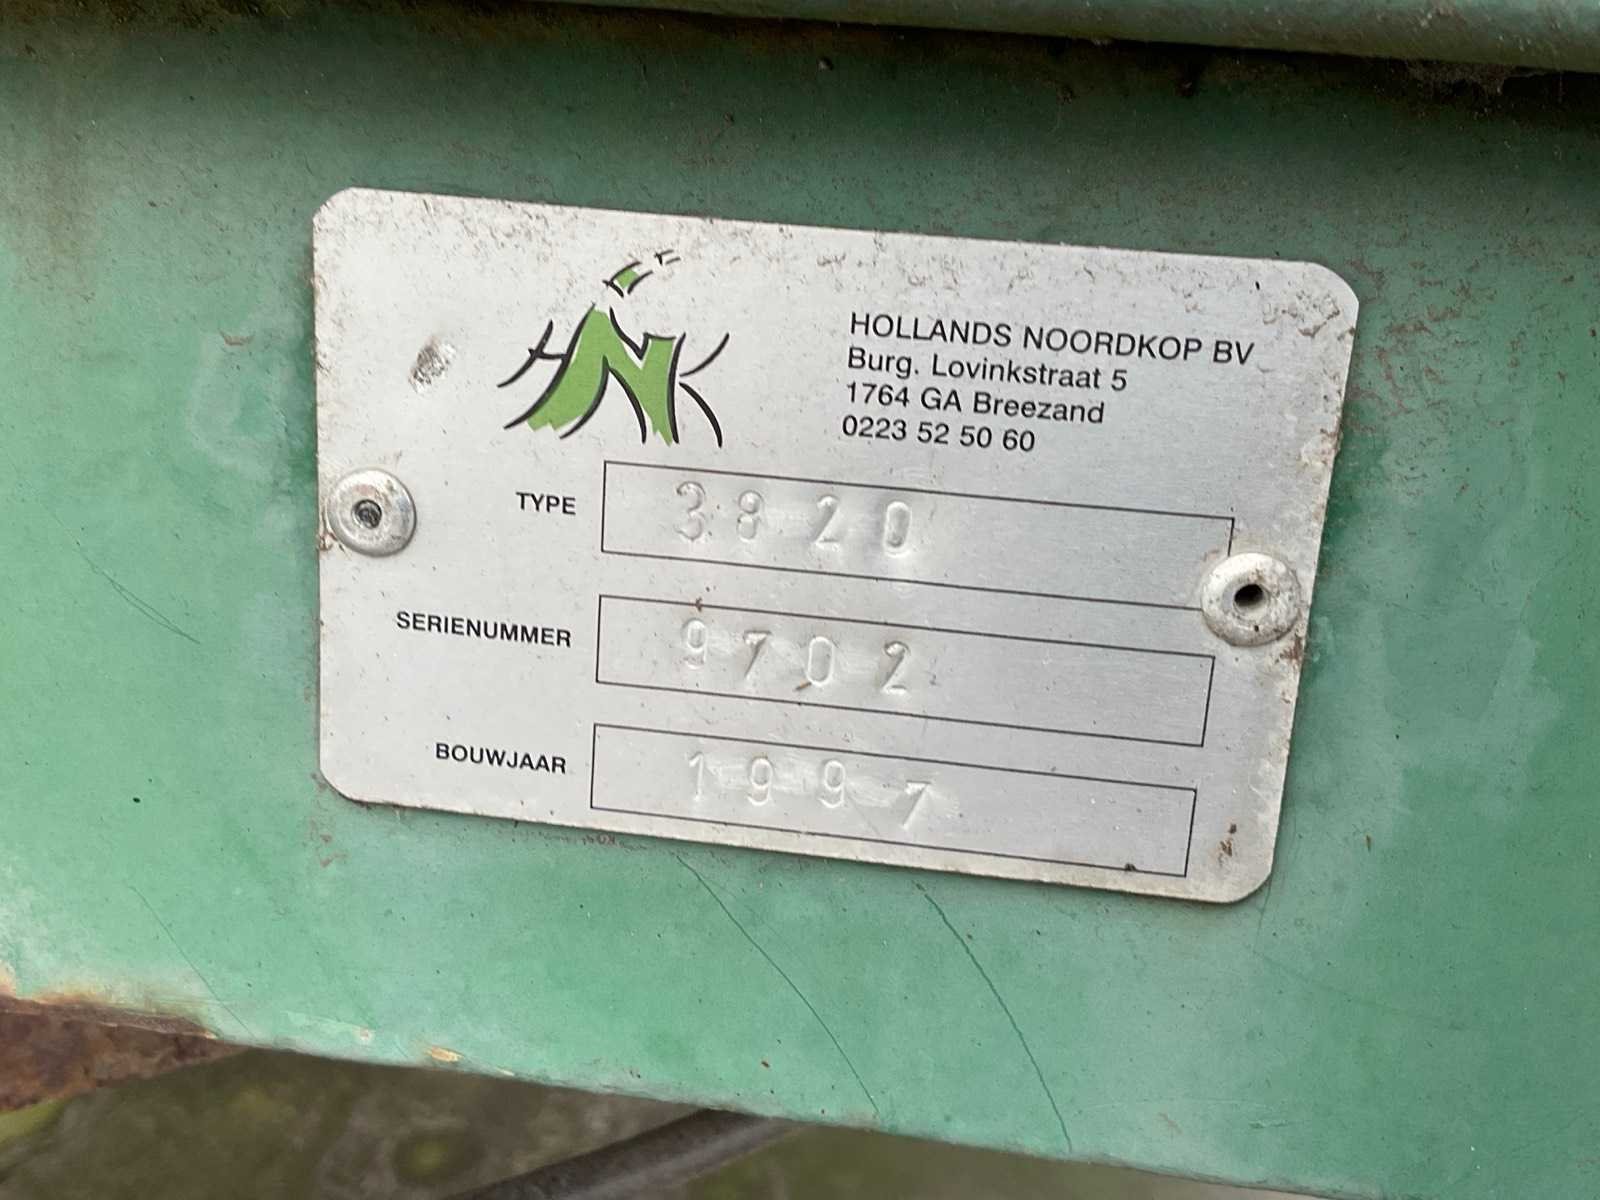 HNK
HOLLANDS NOORDKOP BV
Burg. Lovinkstraat 5
1764 GA Breezand
0223 52 50 60
TYPE 3820
SERIENUMMER 9702
BOUWJAAR 1997